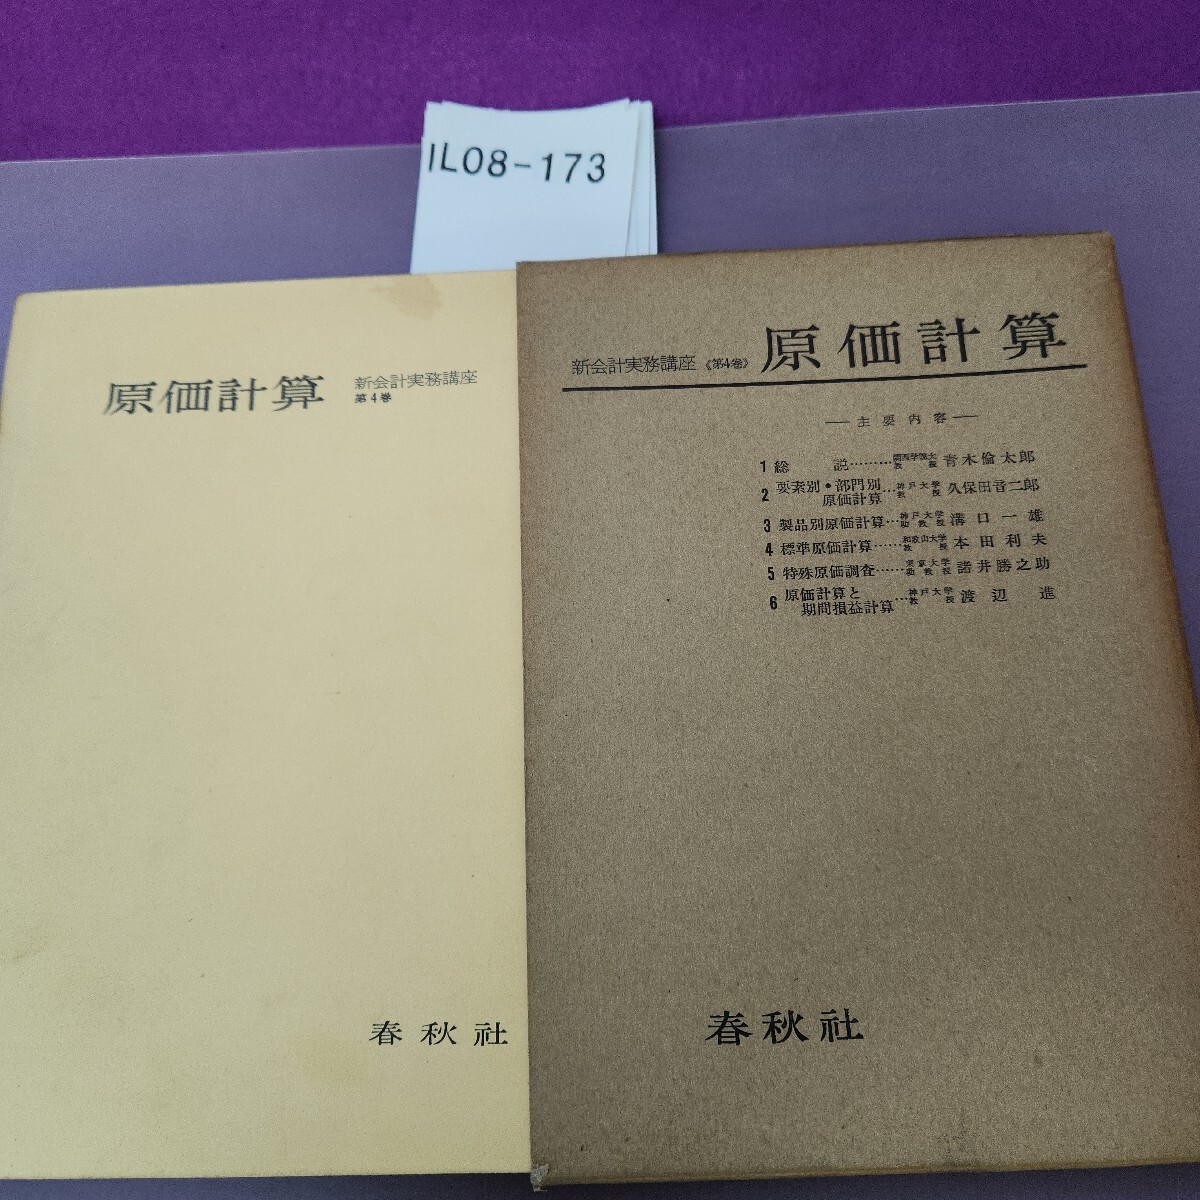 IL08-173
原価計算 新会計実務講座
第4巻
春秋社
新会計実務講座《第4巻》原価計算
― 主要内容 ―
1 総説………関西学院大教授 青木倫太郎
2 要素別・部門別原価計算…神戸大学教授 久保田音二郎
3 製品別原価計算…神戸大学助教授 溝口一雄
4 標準原価計算……和歌山大学教授 本田利夫
5 特殊原価調査……東京大学助教授 諸井勝之助
6 原価計算と期間損益計算…神戸大学教授 渡辺進
春秋社